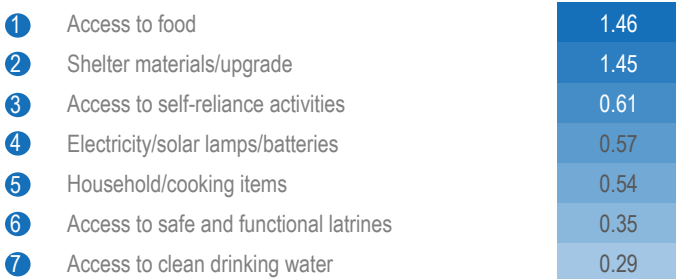 1 Access to food 1.46
2 Shelter materials/upgrade 1.45
3 Access to self-reliance activities 0.61
4 Electricity/solar lamps/batteries 0.57
5 Household/cooking items 0.54
6 Access to safe and functional latrines 0.35
7 Access to clean drinking water 0.29